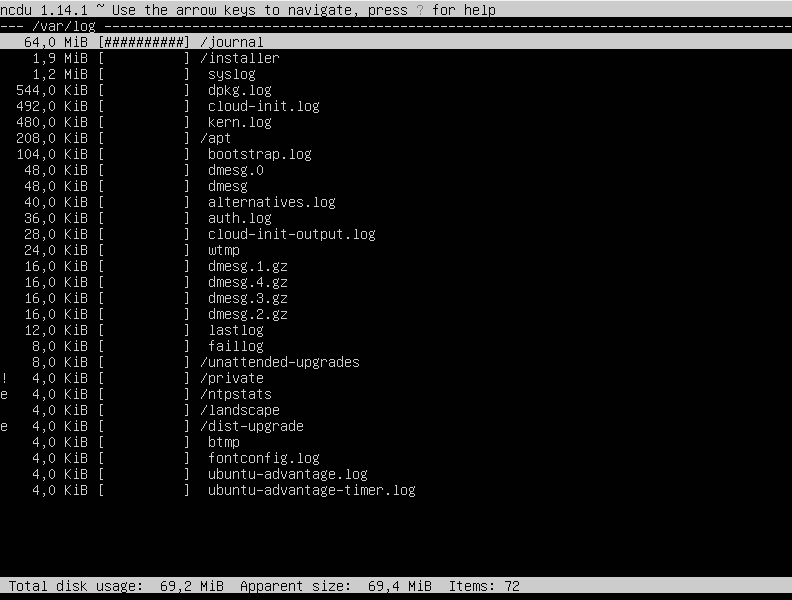 ncdu 1.14.1 ~ Use the arrow keys to navigate, press ? for help
--- /var/log ---------------------------------------------------------------------------------------
   64,0 MiB [##########] /journal
    1,9 MiB [          ] /installer
    1,2 MiB [          ]  syslog
  544,0 KiB [          ]  dpkg.log
  492,0 KiB [          ]  cloud-init.log
  480,0 KiB [          ]  kern.log
  208,0 KiB [          ] /apt
  104,0 KiB [          ]  bootstrap.log
   48,0 KiB [          ]  dmesg.0
   48,0 KiB [          ]  dmesg
   40,0 KiB [          ]  alternatives.log
   36,0 KiB [          ]  auth.log
   28,0 KiB [          ]  cloud-init-output.log
   24,0 KiB [          ]  wtmp
   16,0 KiB [          ]  dmesg.1.gz
   16,0 KiB [          ]  dmesg.4.gz
   16,0 KiB [          ]  dmesg.3.gz
   16,0 KiB [          ]  dmesg.2.gz
   12,0 KiB [          ]  lastlog
    8,0 KiB [          ]  faillog
    8,0 KiB [          ] /unattended-upgrades
!   4,0 KiB [          ] /private
e   4,0 KiB [          ] /ntpstats
    4,0 KiB [          ] /landscape
e   4,0 KiB [          ] /dist-upgrade
    4,0 KiB [          ]  btmp
    4,0 KiB [          ]  fontconfig.log
    4,0 KiB [          ]  ubuntu-advantage.log
    4,0 KiB [          ]  ubuntu-advantage-timer.log
 Total disk usage:  69,2 MiB  Apparent size:  69,4 MiB  Items: 72